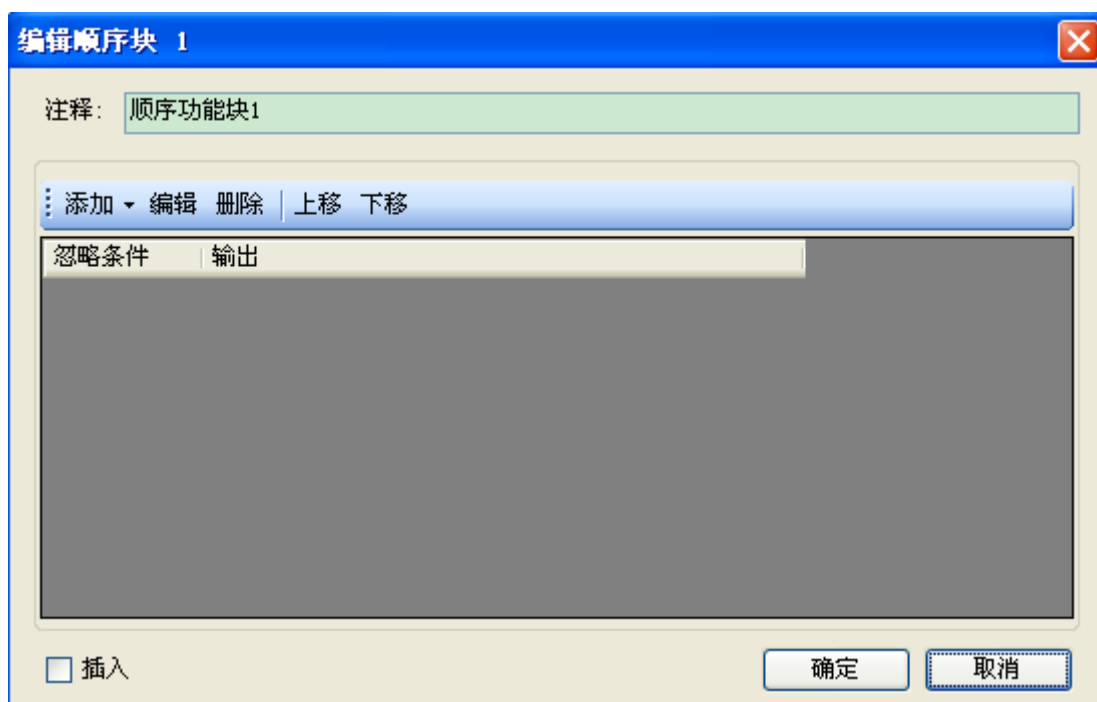 编辑顺序块 1
注释: 顺序功能块1
添加 编辑 删除 上移 下移
忽略条件 输出
插入 确定 取消